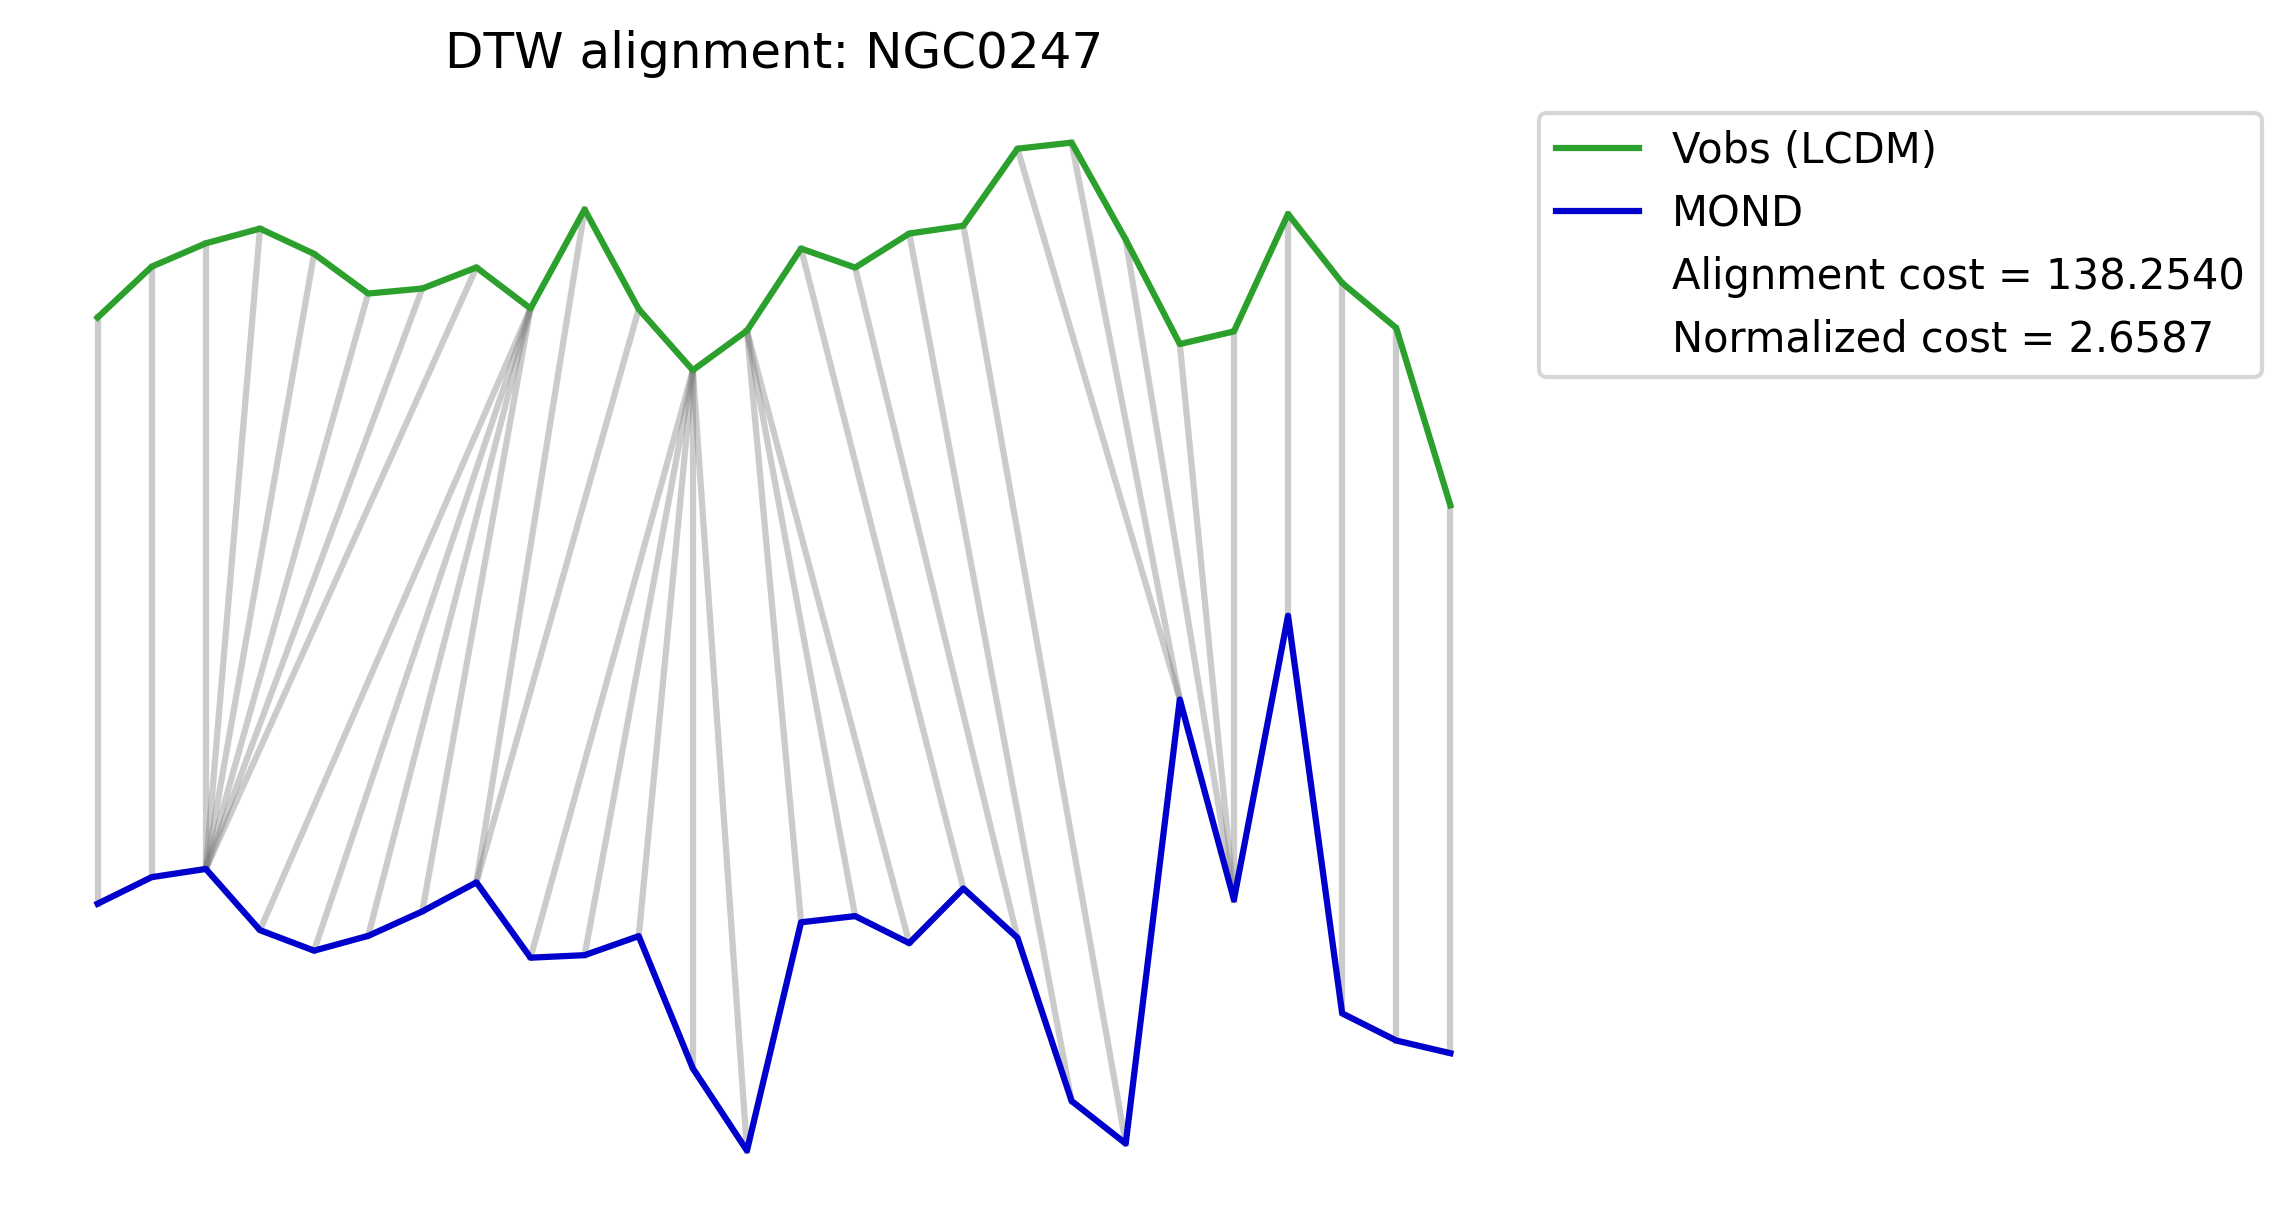 DTW alignment: NGC0247
Vobs (LCDM)
MOND
Alignment cost = 138.2540
Normalized cost = 2.6587